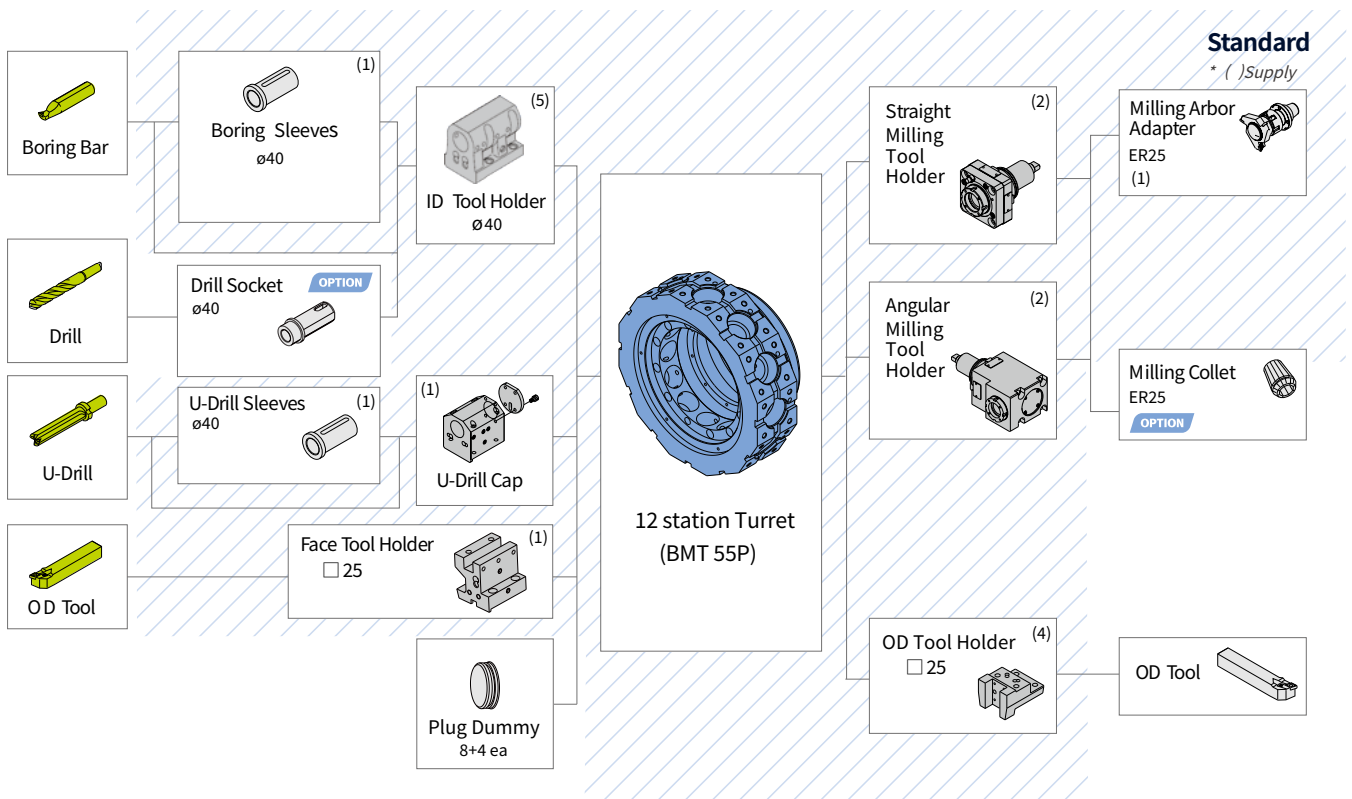 Standard
* ( )Supply
Boring Bar
(1)
Boring Sleeves
ø40
(5)
ID Tool Holder
ø40
Drill
Drill Socket
OPTION
ø40
U-Drill
U-Drill Sleeves
(1)
ø40
(1)
U-Drill Cap
OD Tool
Face Tool Holder
(1)
□ 25
Plug Dummy
8+4 ea
12 station Turret
(BMT 55P)
Straight
Milling
Tool
Holder
(2)
Angular
Milling
Tool
Holder
(2)
Milling Arbor
Adapter
ER25
(1)
Milling Collet
ER25
OPTION
OD Tool Holder
(4)
□ 25
OD Tool